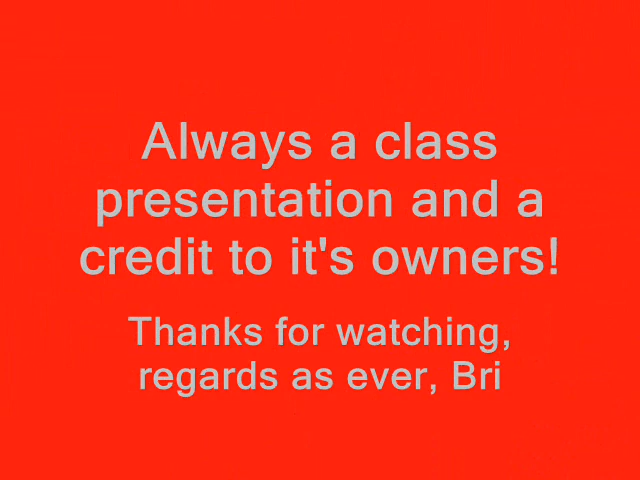 Always a class
presentation and a
credit to it's owners!
Thanks for watching,
regards as ever, Bri